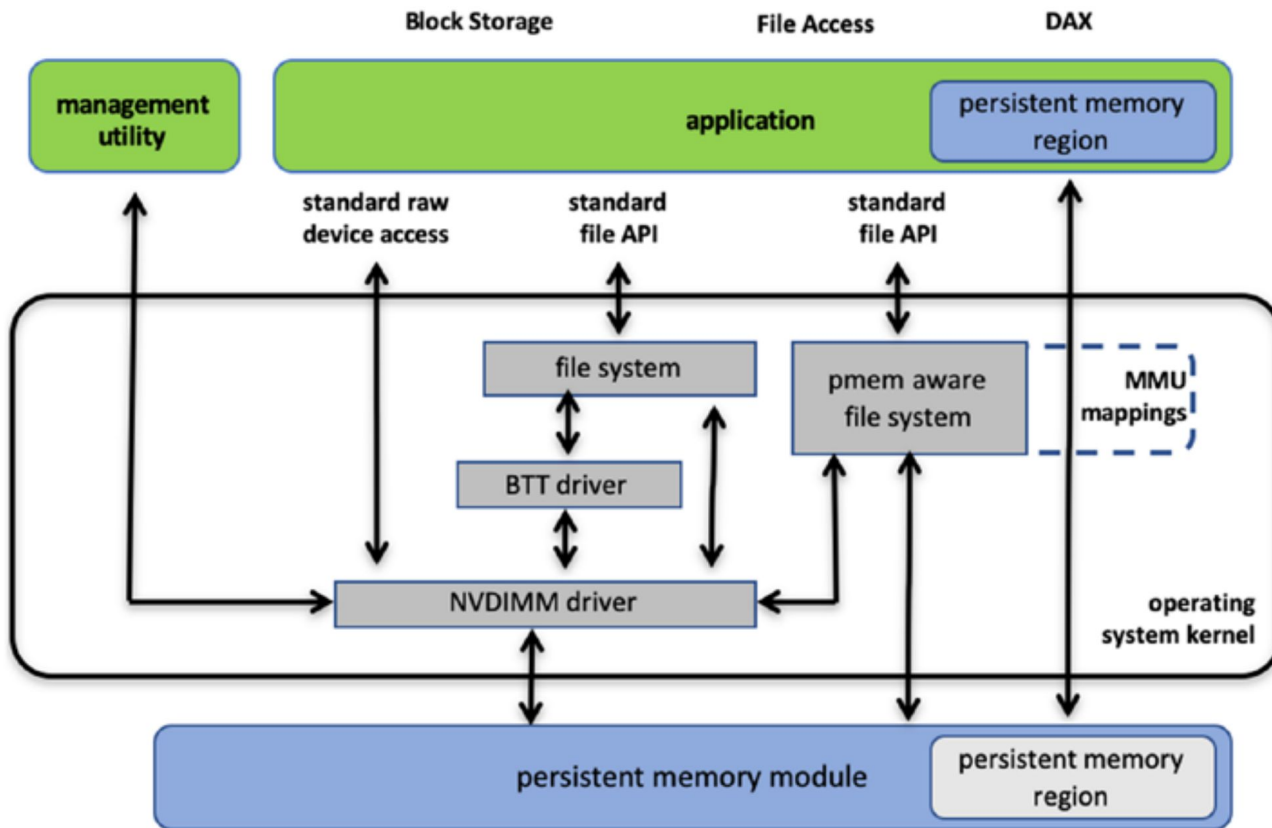 Block Storage
File Access
DAX
management
utility
application
persistent memory
region
standard raw
device access
standard
file API
standard
file API
file system
pmem aware
file system
MMU
mappings
BTT driver
NVDIMM driver
operating
system kernel
persistent memory module
persistent memory
region